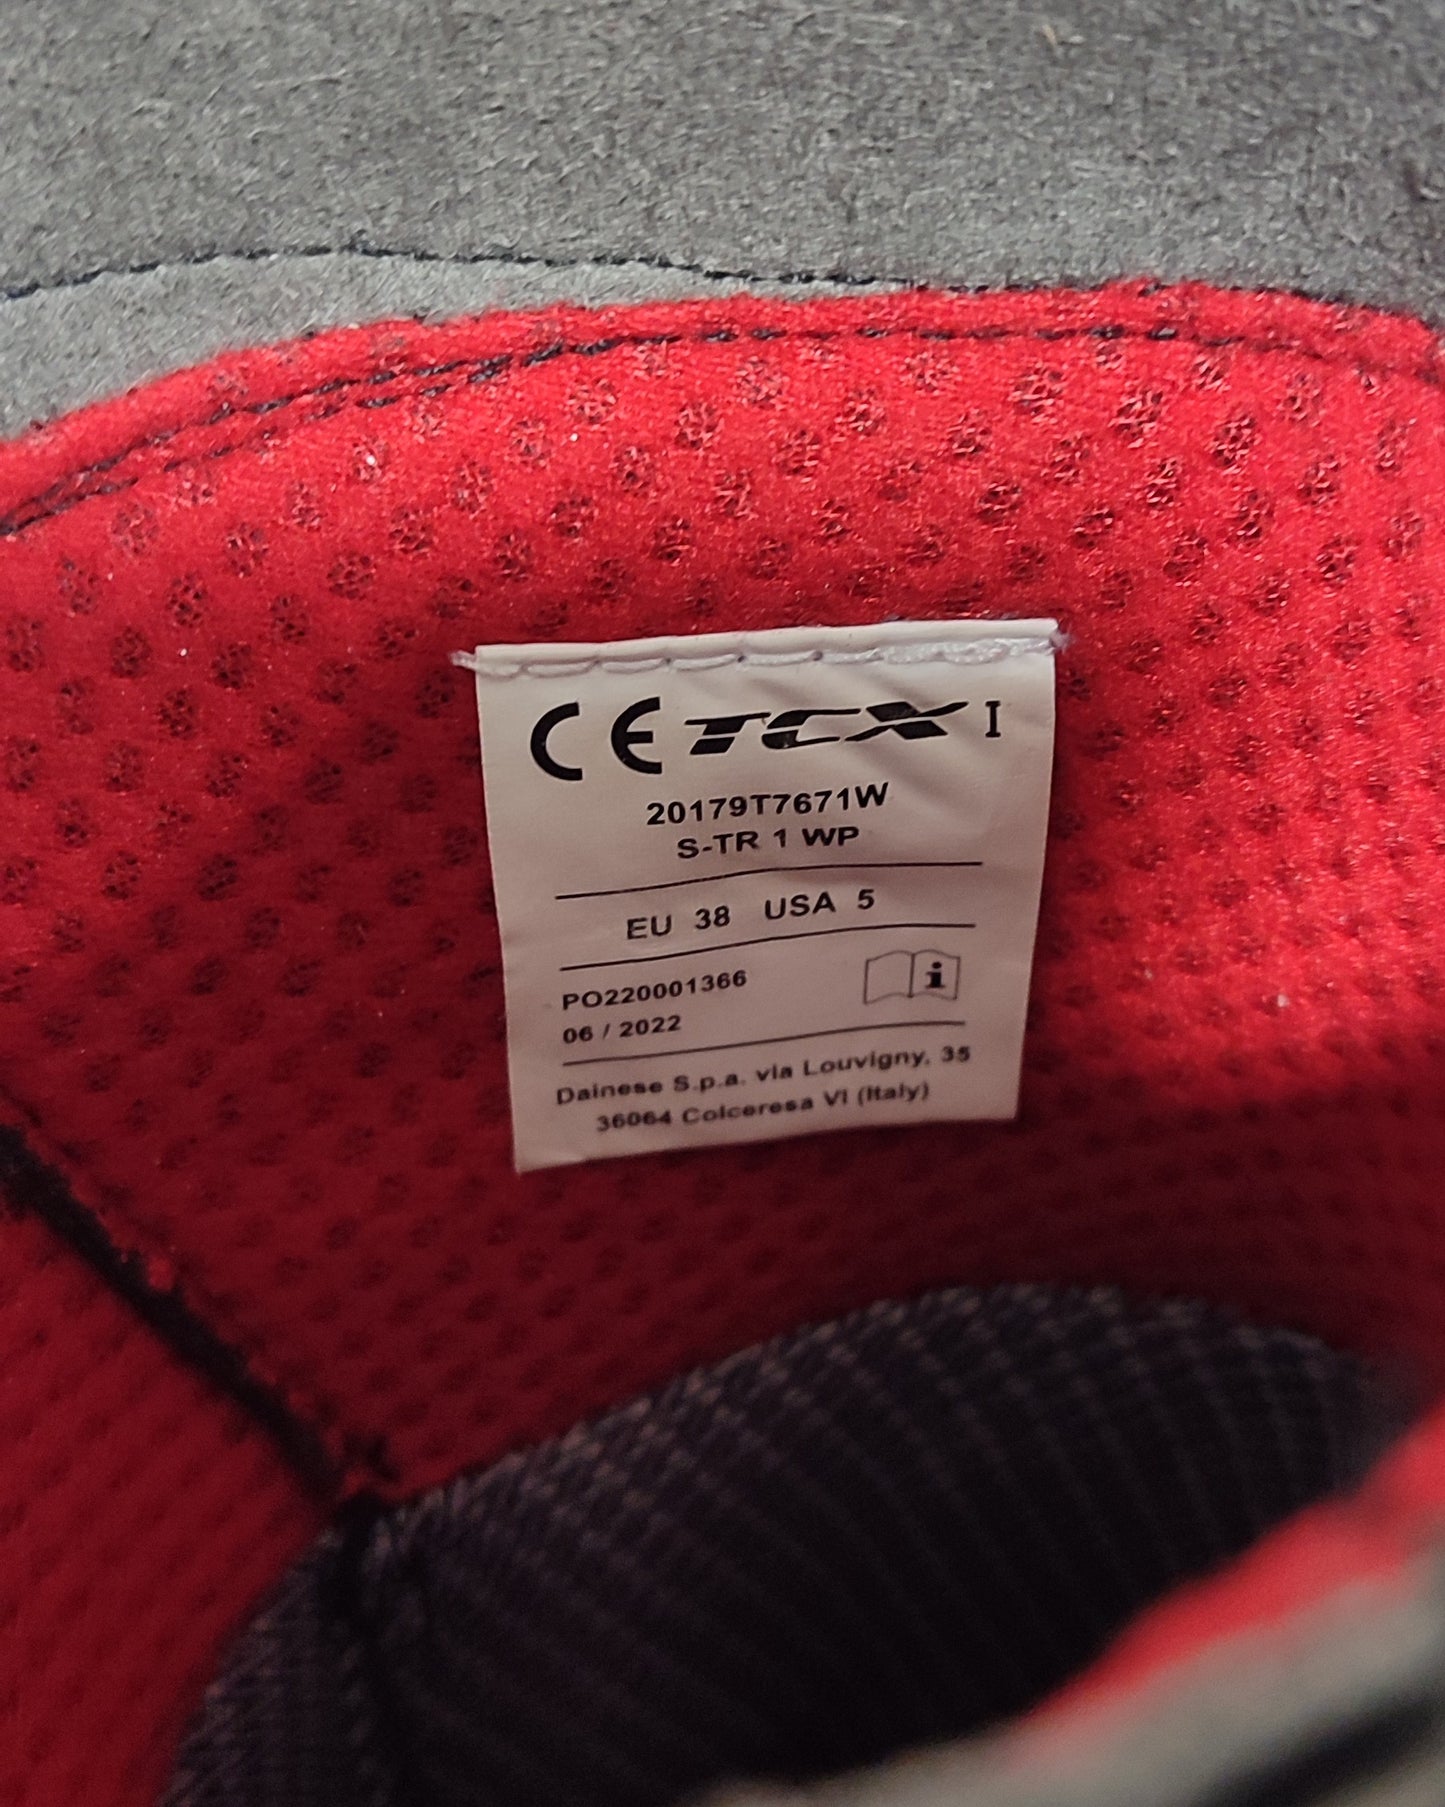 CE TCX I
20179T7671W
S-TR 1 WP
EU 38 USA 5
PO220001366
i
06 / 2022
Dainese S.p.a. via Louvigny, 35
36064 Colceresa VI (Italy)